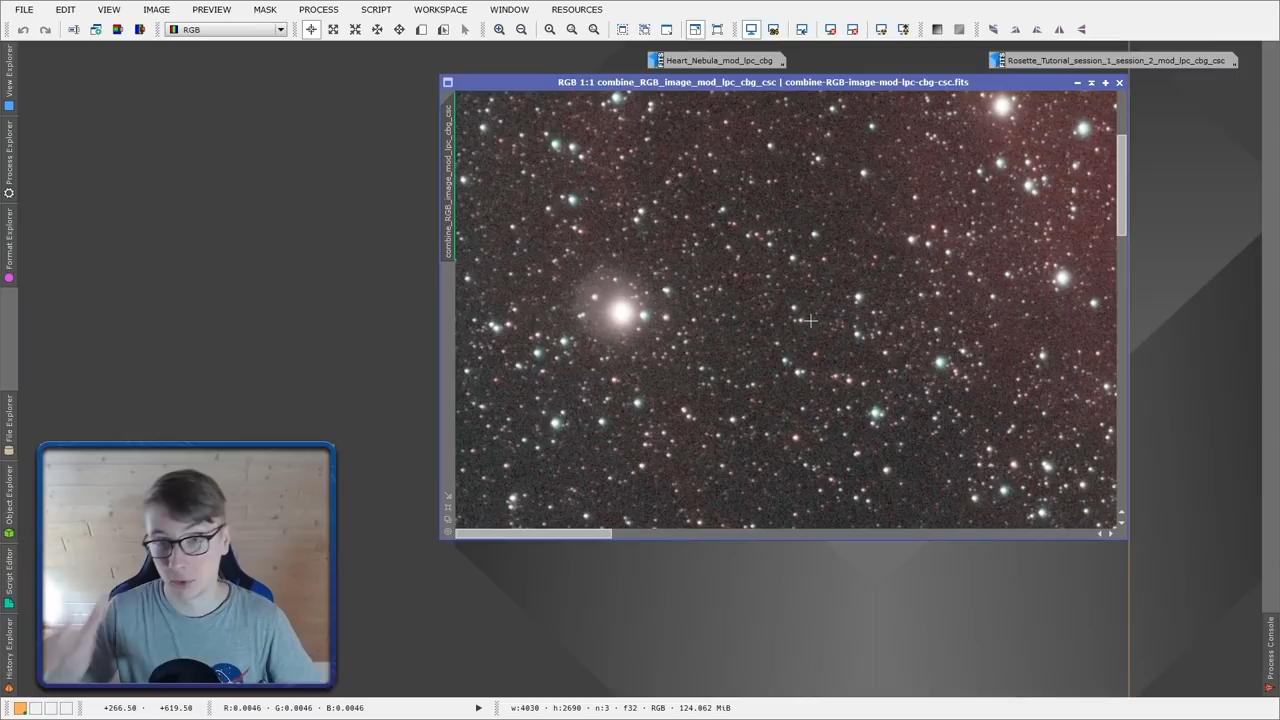 FILE EDIT VIEW IMAGE PREVIEW MASK PROCESS SCRIPT WORKSPACE WINDOW RESOURCES
RGB
View Explorer
Process Explorer
Format Explorer
File Explorer
Object Explorer
Script Editor
History Explorer
Heart_Nebula_mod_lpc_cbg
Rosette_Tutorial_session_1_session_2_mod_lpc_cbg_csc
RGB 1:1 combine_RGB_image_mod_lpc_cbg_csc | combine-RGB-image-mod-lpc-cbg-csc.fits
combine_RGB_image_mod_lpc_cbg_csc
Process Console
+266.50 · +619.50 R:0.0046 · G:0.0046 · B:0.0046 w:4030 · h:2690 · n:3 · f32 · RGB · 124.062 MiB